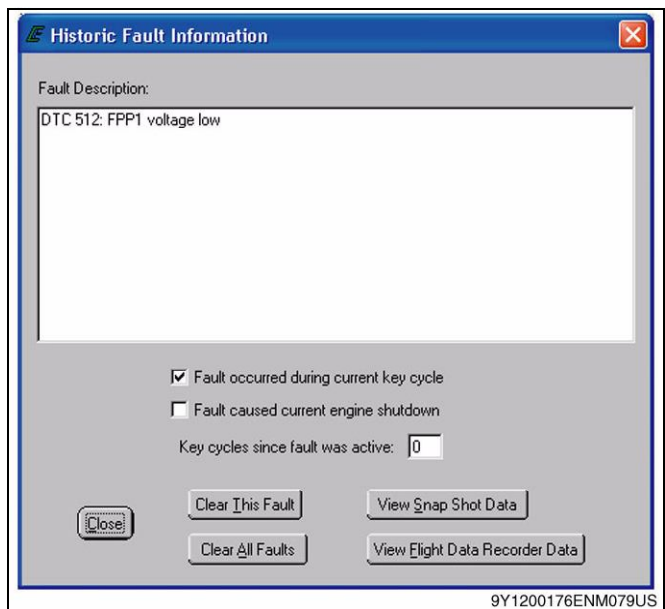 Historic Fault Information
Fault Description:
DTC 512: FPP1 voltage low
Fault occurred during current key cycle
Fault caused current engine shutdown
Key cycles since fault was active: 0
Clear This Fault View Snap Shot Data
Close
Clear All Faults View Flight Data Recorder Data
9Y1200176ENM079US